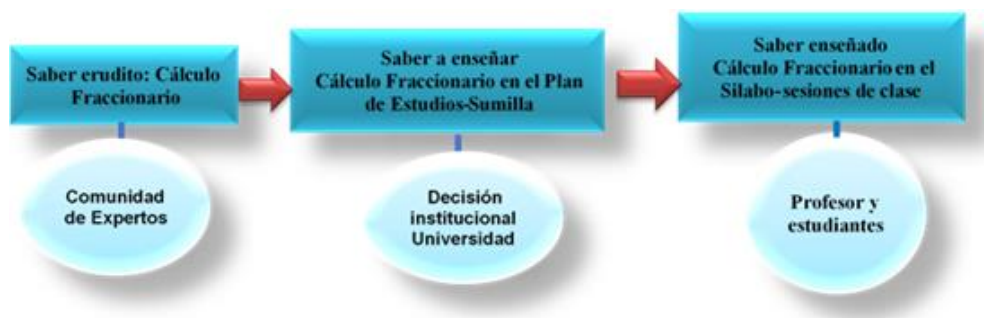 Saber erudito: Cálculo
Fraccionario
Saber a enseñar
Cálculo Fraccionario en el Plan
de Estudios-Sumilla
Saber enseñado
Cálculo Fraccionario en el
Silabo-sesiones de clase
Comunidad
de Expertos
Decisión
institucional
Universidad
Profesor y
estudiantes